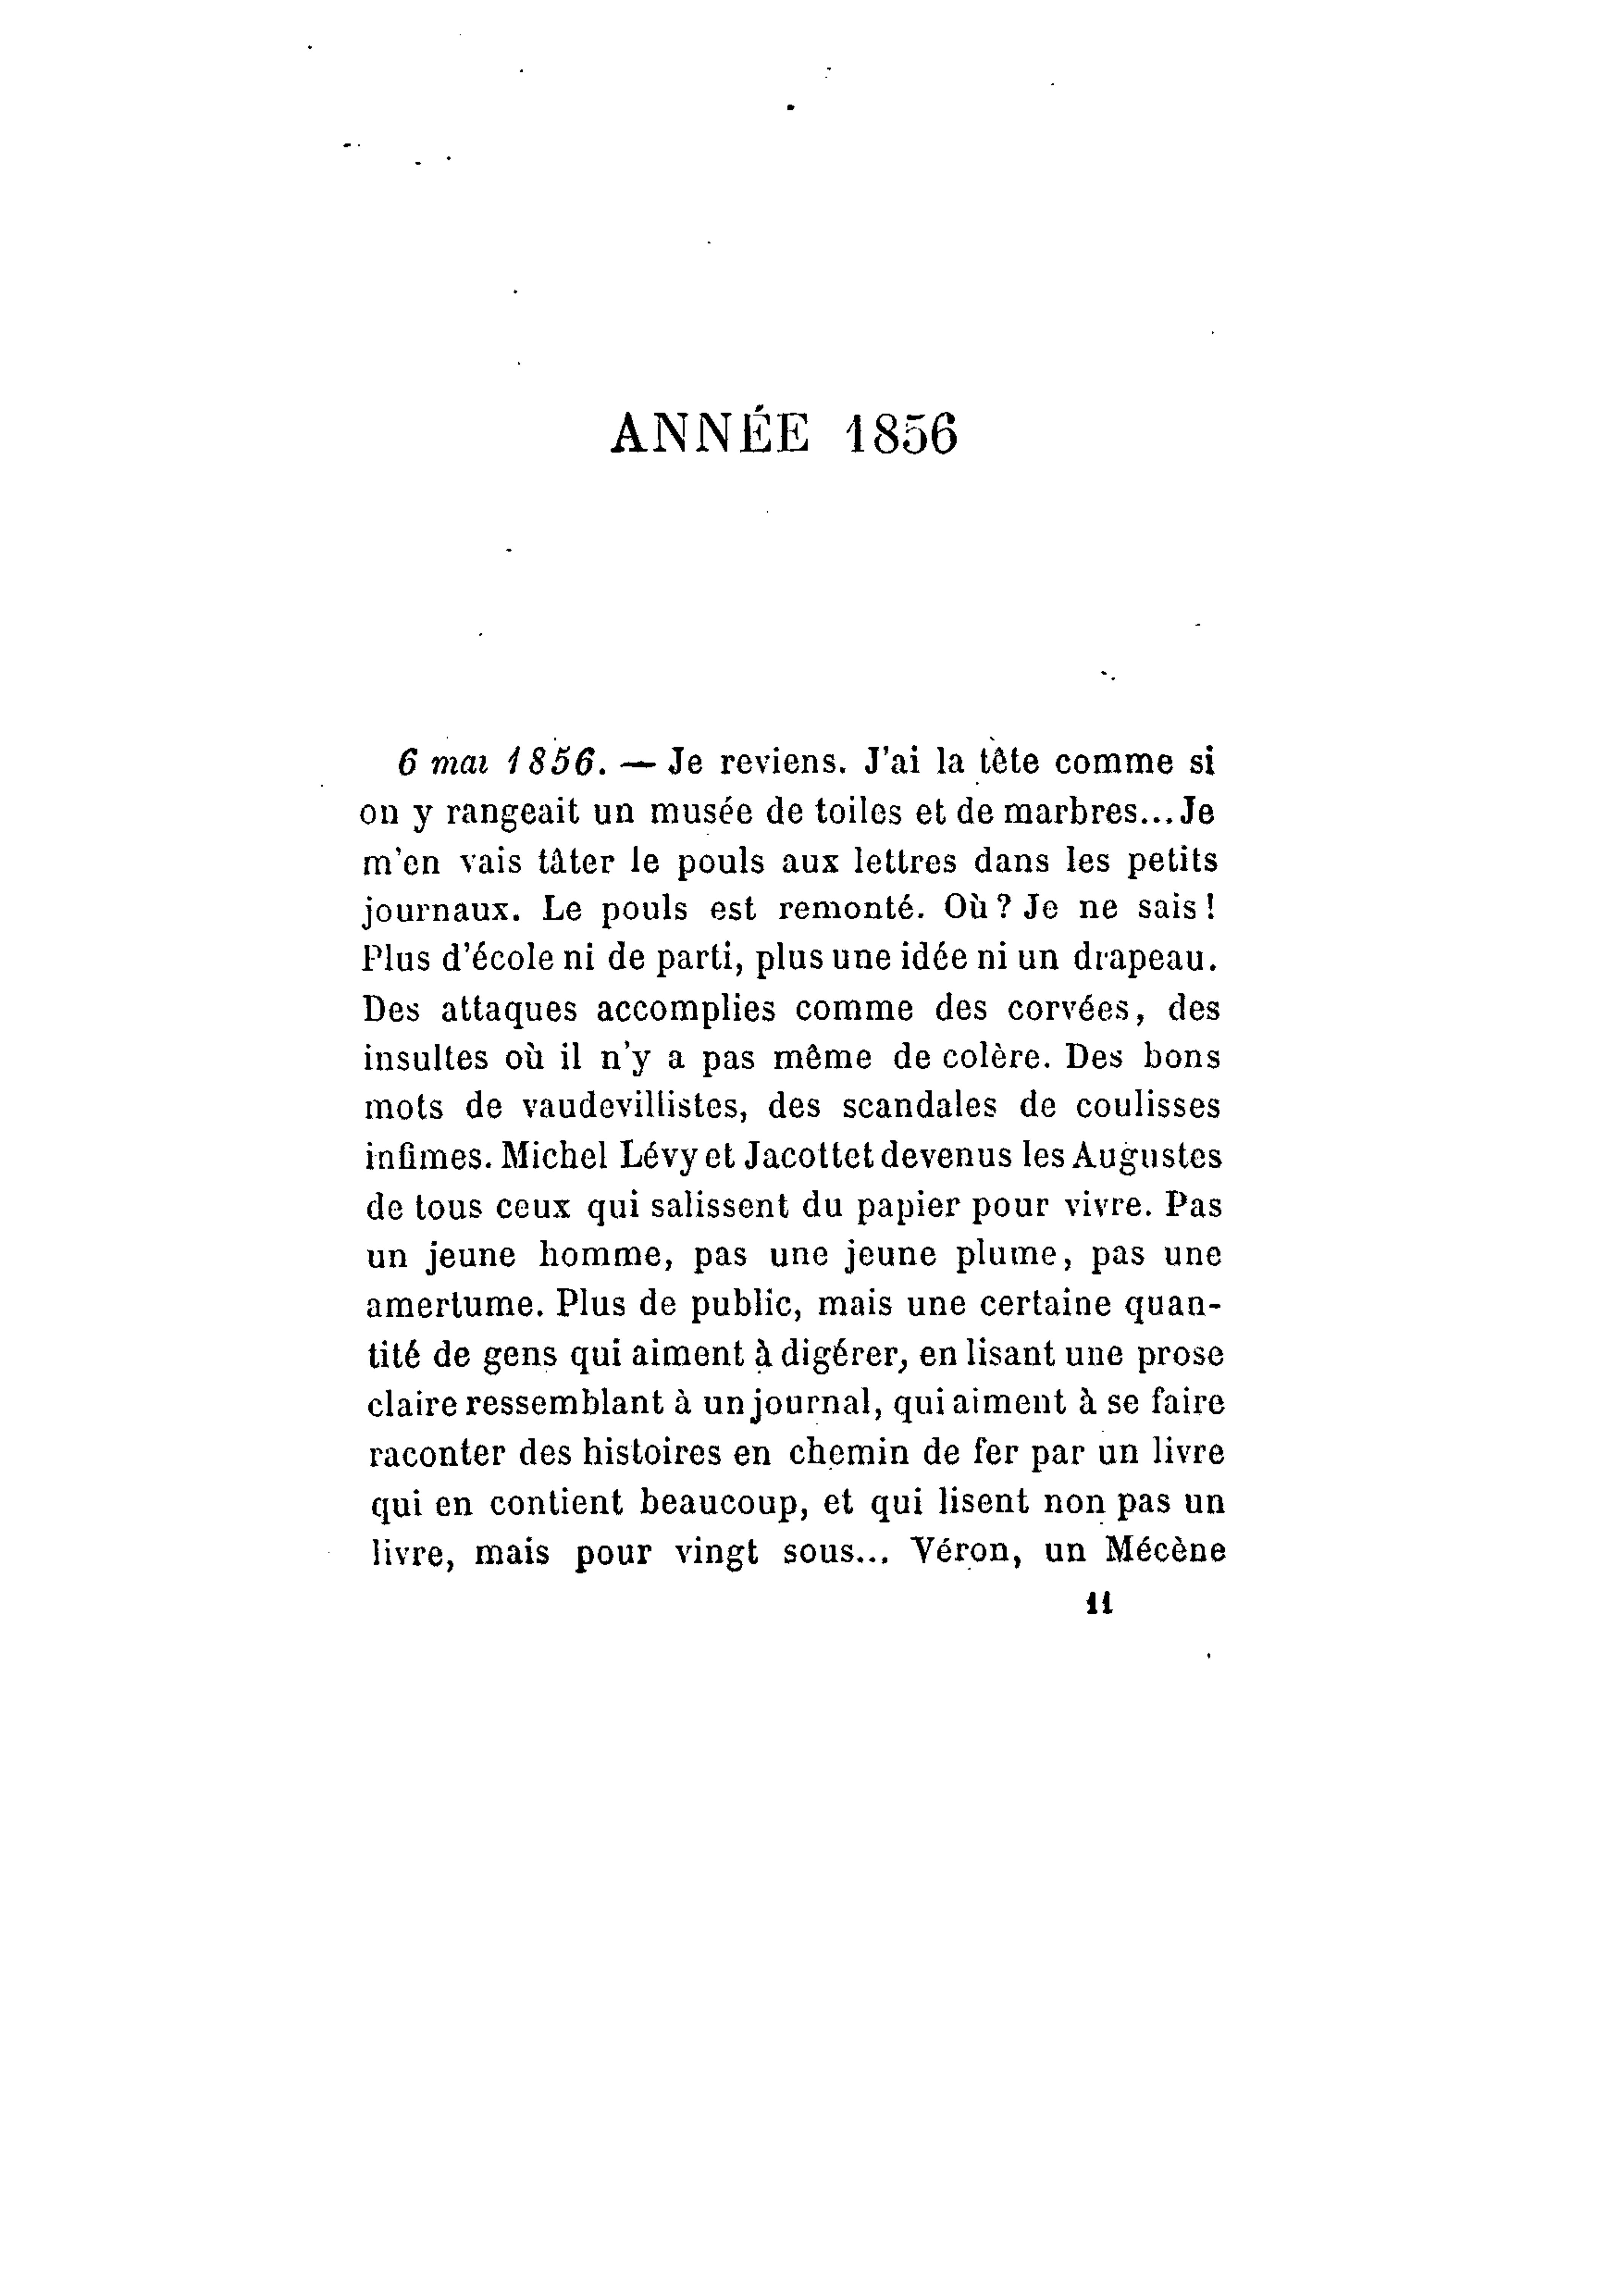 ANNÉE 1856
6 mai 1856. — Je reviens. J'ai la tête comme si
on y rangeait un musée de toiles et de marbres... Je
m'en vais tâter le pouls aux lettres dans les petits
journaux. Le pouls est remonté. Où ? Je ne sais !
Plus d'école ni de parti, plus une idée ni un drapeau.
Des attaques accomplies comme des corvées, des
insultes où il n'y a pas même de colère. Des bons
mots de vaudevillistes, des scandales de coulisses
infimes. Michel Lévy et Jacottet devenus les Augustes
de tous ceux qui salissent du papier pour vivre. Pas
un jeune homme, pas une jeune plume, pas une
amertume. Plus de public, mais une certaine quan-
tité de gens qui aiment à digérer, en lisant une prose
claire ressemblant à un journal, qui aiment à se faire
raconter des histoires en chemin de fer par un livre
qui en contient beaucoup, et qui lisent non pas un
livre, mais pour vingt sous... Véron, un Mécène
11